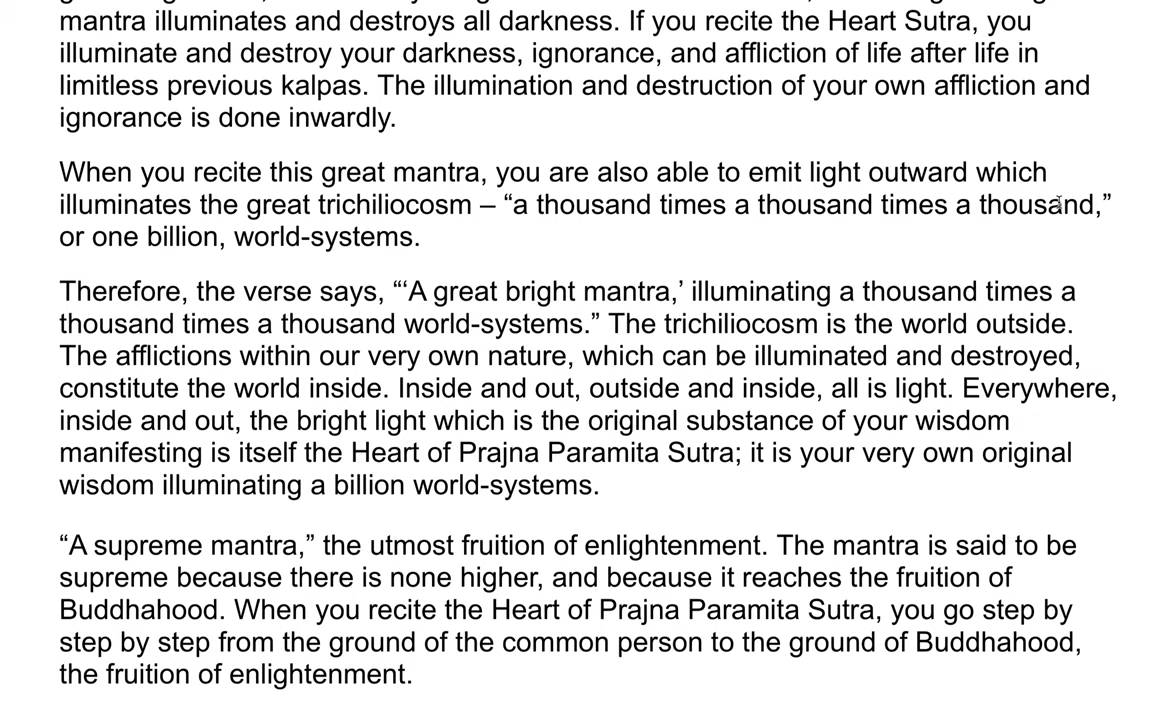 mantra illuminates and destroys all darkness. If you recite the Heart Sutra, you
illuminate and destroy your darkness, ignorance, and affliction of life after life in
limitless previous kalpas. The illumination and destruction of your own affliction and
ignorance is done inwardly.
When you recite this great mantra, you are also able to emit light outward which
illuminates the great trichiliocosm – “a thousand times a thousand times a thousand,”
or one billion, world-systems.
Therefore, the verse says, “‘A great bright mantra,’ illuminating a thousand times a
thousand times a thousand world-systems.” The trichiliocosm is the world outside.
The afflictions within our very own nature, which can be illuminated and destroyed,
constitute the world inside. Inside and out, outside and inside, all is light. Everywhere,
inside and out, the bright light which is the original substance of your wisdom
manifesting is itself the Heart of Prajna Paramita Sutra; it is your very own original
wisdom illuminating a billion world-systems.
“A supreme mantra,” the utmost fruition of enlightenment. The mantra is said to be
supreme because there is none higher, and because it reaches the fruition of
Buddhahood. When you recite the Heart of Prajna Paramita Sutra, you go step by
step by step from the ground of the common person to the ground of Buddhahood,
the fruition of enlightenment.